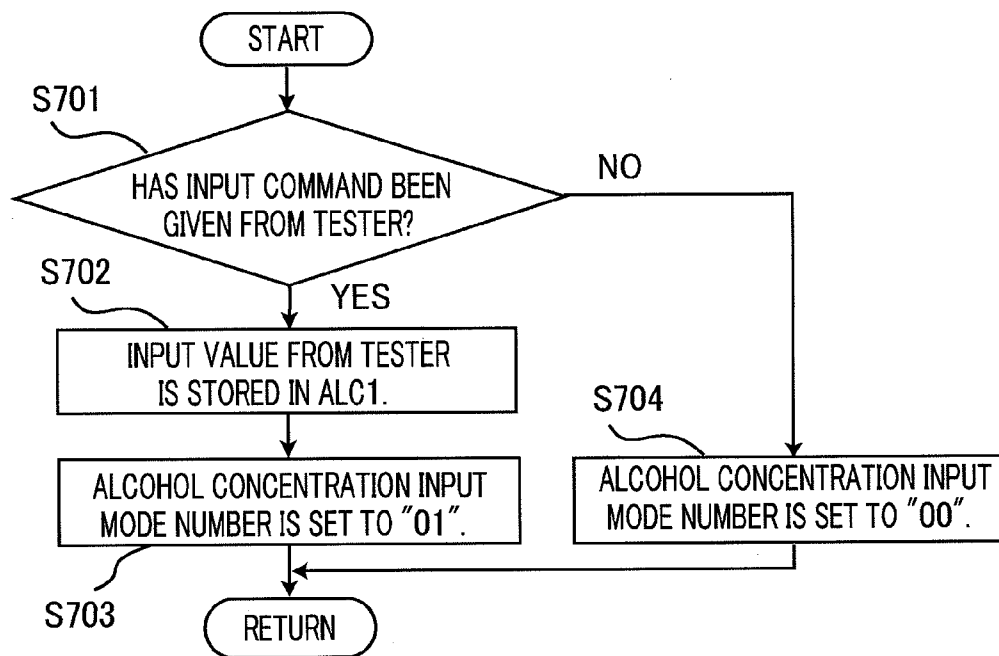 START
S701
HAS INPUT COMMAND BEEN
GIVEN FROM TESTER?
NO
YES
S702
INPUT VALUE FROM TESTER
IS STORED IN ALC1.
S704
ALCOHOL CONCENTRATION INPUT
MODE NUMBER IS SET TO "01".
ALCOHOL CONCENTRATION INPUT
MODE NUMBER IS SET TO "00".
S703
RETURN